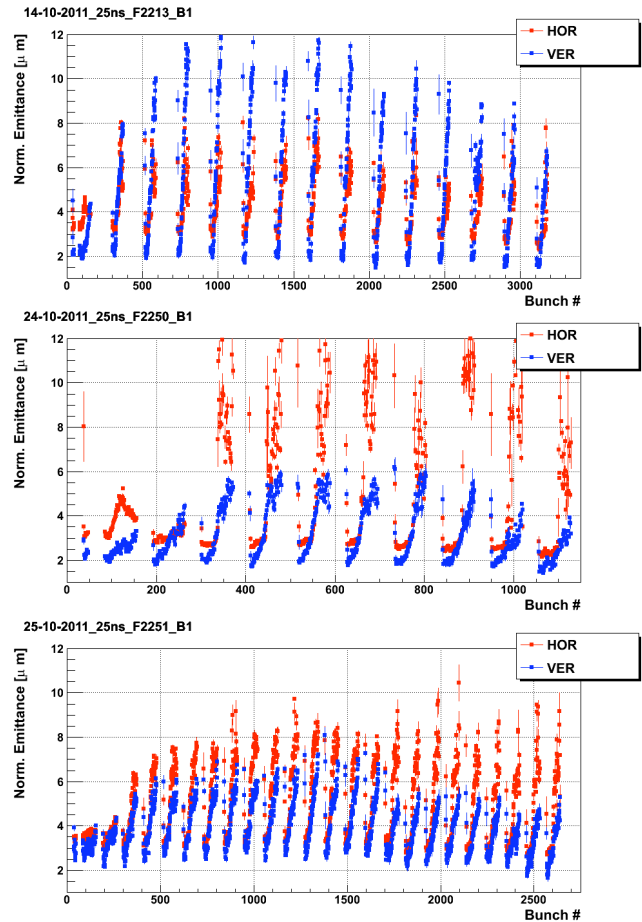 14-10-2011_25ns_F2213_B1
Norm. Emittance [μ m]
HOR
VER
12
10
8
6
4
2
0 500 1000 1500 2000 2500 3000
Bunch #
24-10-2011_25ns_F2250_B1
Norm. Emittance [μ m]
HOR
VER
12
10
8
6
4
2
0 200 400 600 800 1000
Bunch #
25-10-2011_25ns_F2251_B1
Norm. Emittance [μ m]
HOR
VER
12
10
8
6
4
2
0 500 1000 1500 2000 2500
Bunch #